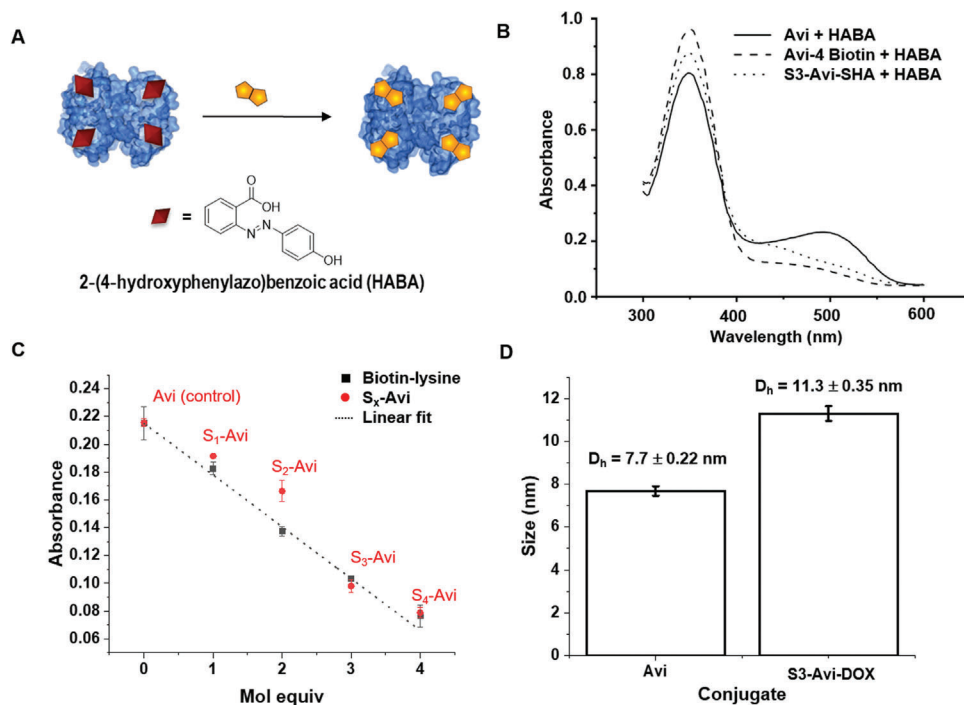 A
=
O
OH
N
N
OH
2-(4-hydroxyphenylazo)benzoic acid (HABA)
B
Avi + HABA
Avi-4 Biotin + HABA
S3-Avi-SHA + HABA
1.0
0.8
0.6
0.4
0.2
0.0
Absorbance
300 400 500 600
Wavelength (nm)
C
Biotin-lysine
Sx-Avi
Linear fit
Avi (control)
S1-Avi
S2-Avi
S3-Avi
S4-Avi
0.24
0.22
0.20
0.18
0.16
0.14
0.12
0.10
0.08
0.06
Absorbance
0 1 2 3 4
Mol equiv
D
Dh = 11.3 ± 0.35 nm
Dh = 7.7 ± 0.22 nm
12
10
8
6
4
2
0
Size (nm)
Avi S3-Avi-DOX
Conjugate